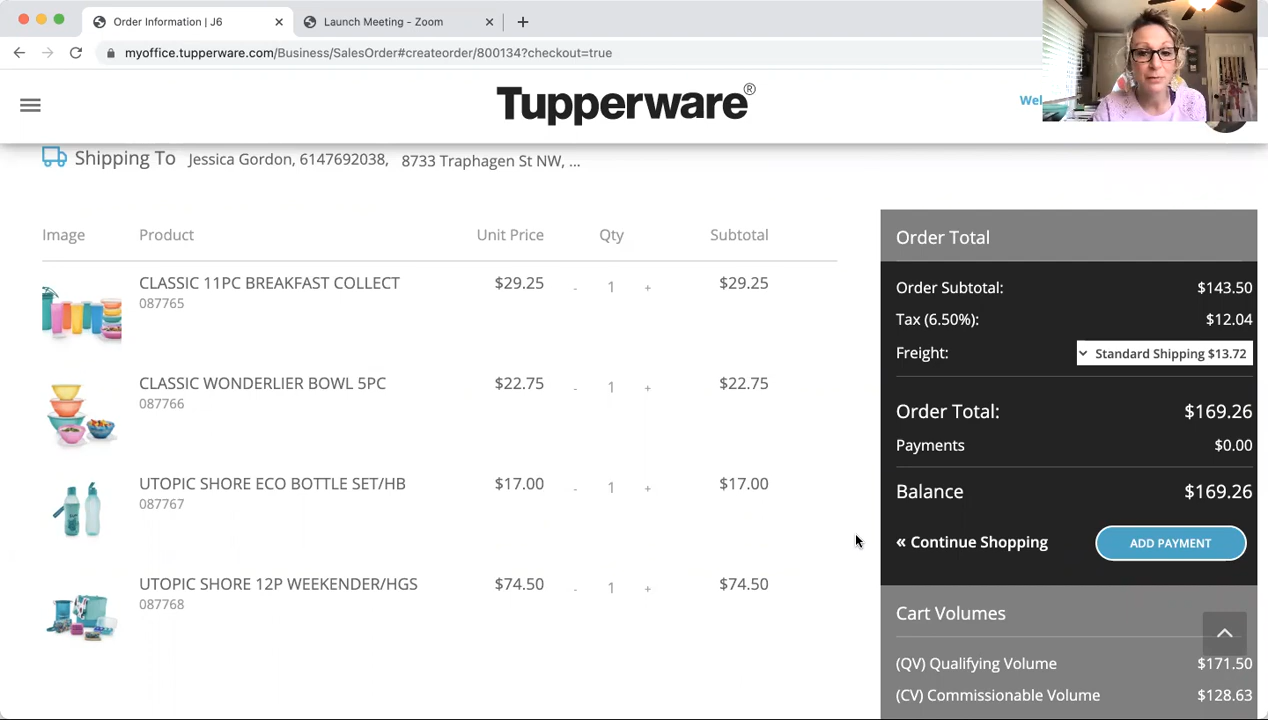 Order Information | J6
Launch Meeting - Zoom
myoffice.tupperware.com/Business/SalesOrder#createorder/800134?checkout=true
Tupperware®
Wel
Shipping To Jessica Gordon, 6147692038, 8733 Traphagen St NW, ...
Image Product Unit Price Qty Subtotal
CLASSIC 11PC BREAKFAST COLLECT $29.25 - 1 + $29.25
087765
CLASSIC WONDERLIER BOWL 5PC $22.75 - 1 + $22.75
087766
UTOPIC SHORE ECO BOTTLE SET/HB $17.00 - 1 + $17.00
087767
UTOPIC SHORE 12P WEEKENDER/HGS $74.50 - 1 + $74.50
087768
Order Total
Order Subtotal: $143.50
Tax (6.50%): $12.04
Freight: Standard Shipping $13.72
Order Total: $169.26
Payments $0.00
Balance $169.26
« Continue Shopping ADD PAYMENT
Cart Volumes
(QV) Qualifying Volume $171.50
(CV) Commissionable Volume $128.63